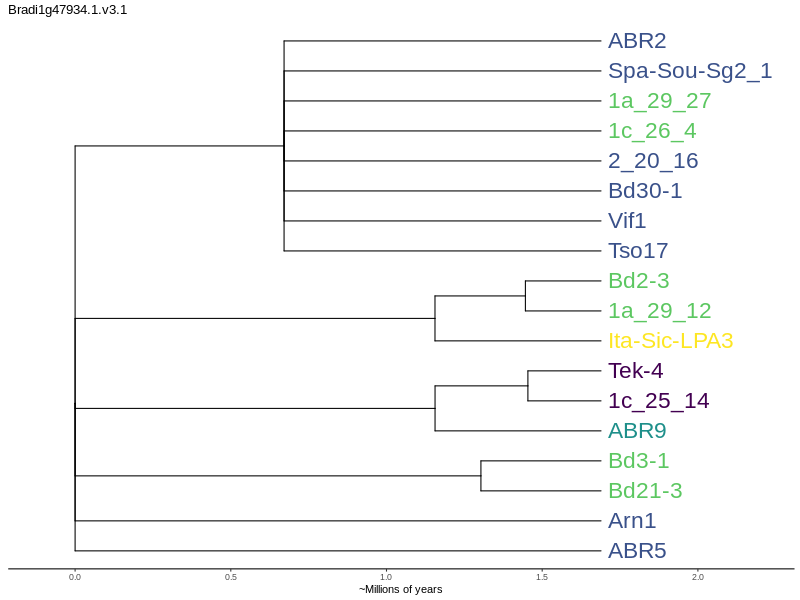 Bradi1g47934.1.v3.1
ABR2
Spa-Sou-Sg2_1
1a_29_27
1c_26_4
2_20_16
Bd30-1
Vif1
Tso17
Bd2-3
1a_29_12
Ita-Sic-LPA3
Tek-4
1c_25_14
ABR9
Bd3-1
Bd21-3
Arn1
ABR5
0.0 0.5 1.0 1.5 2.0
~Millions of years